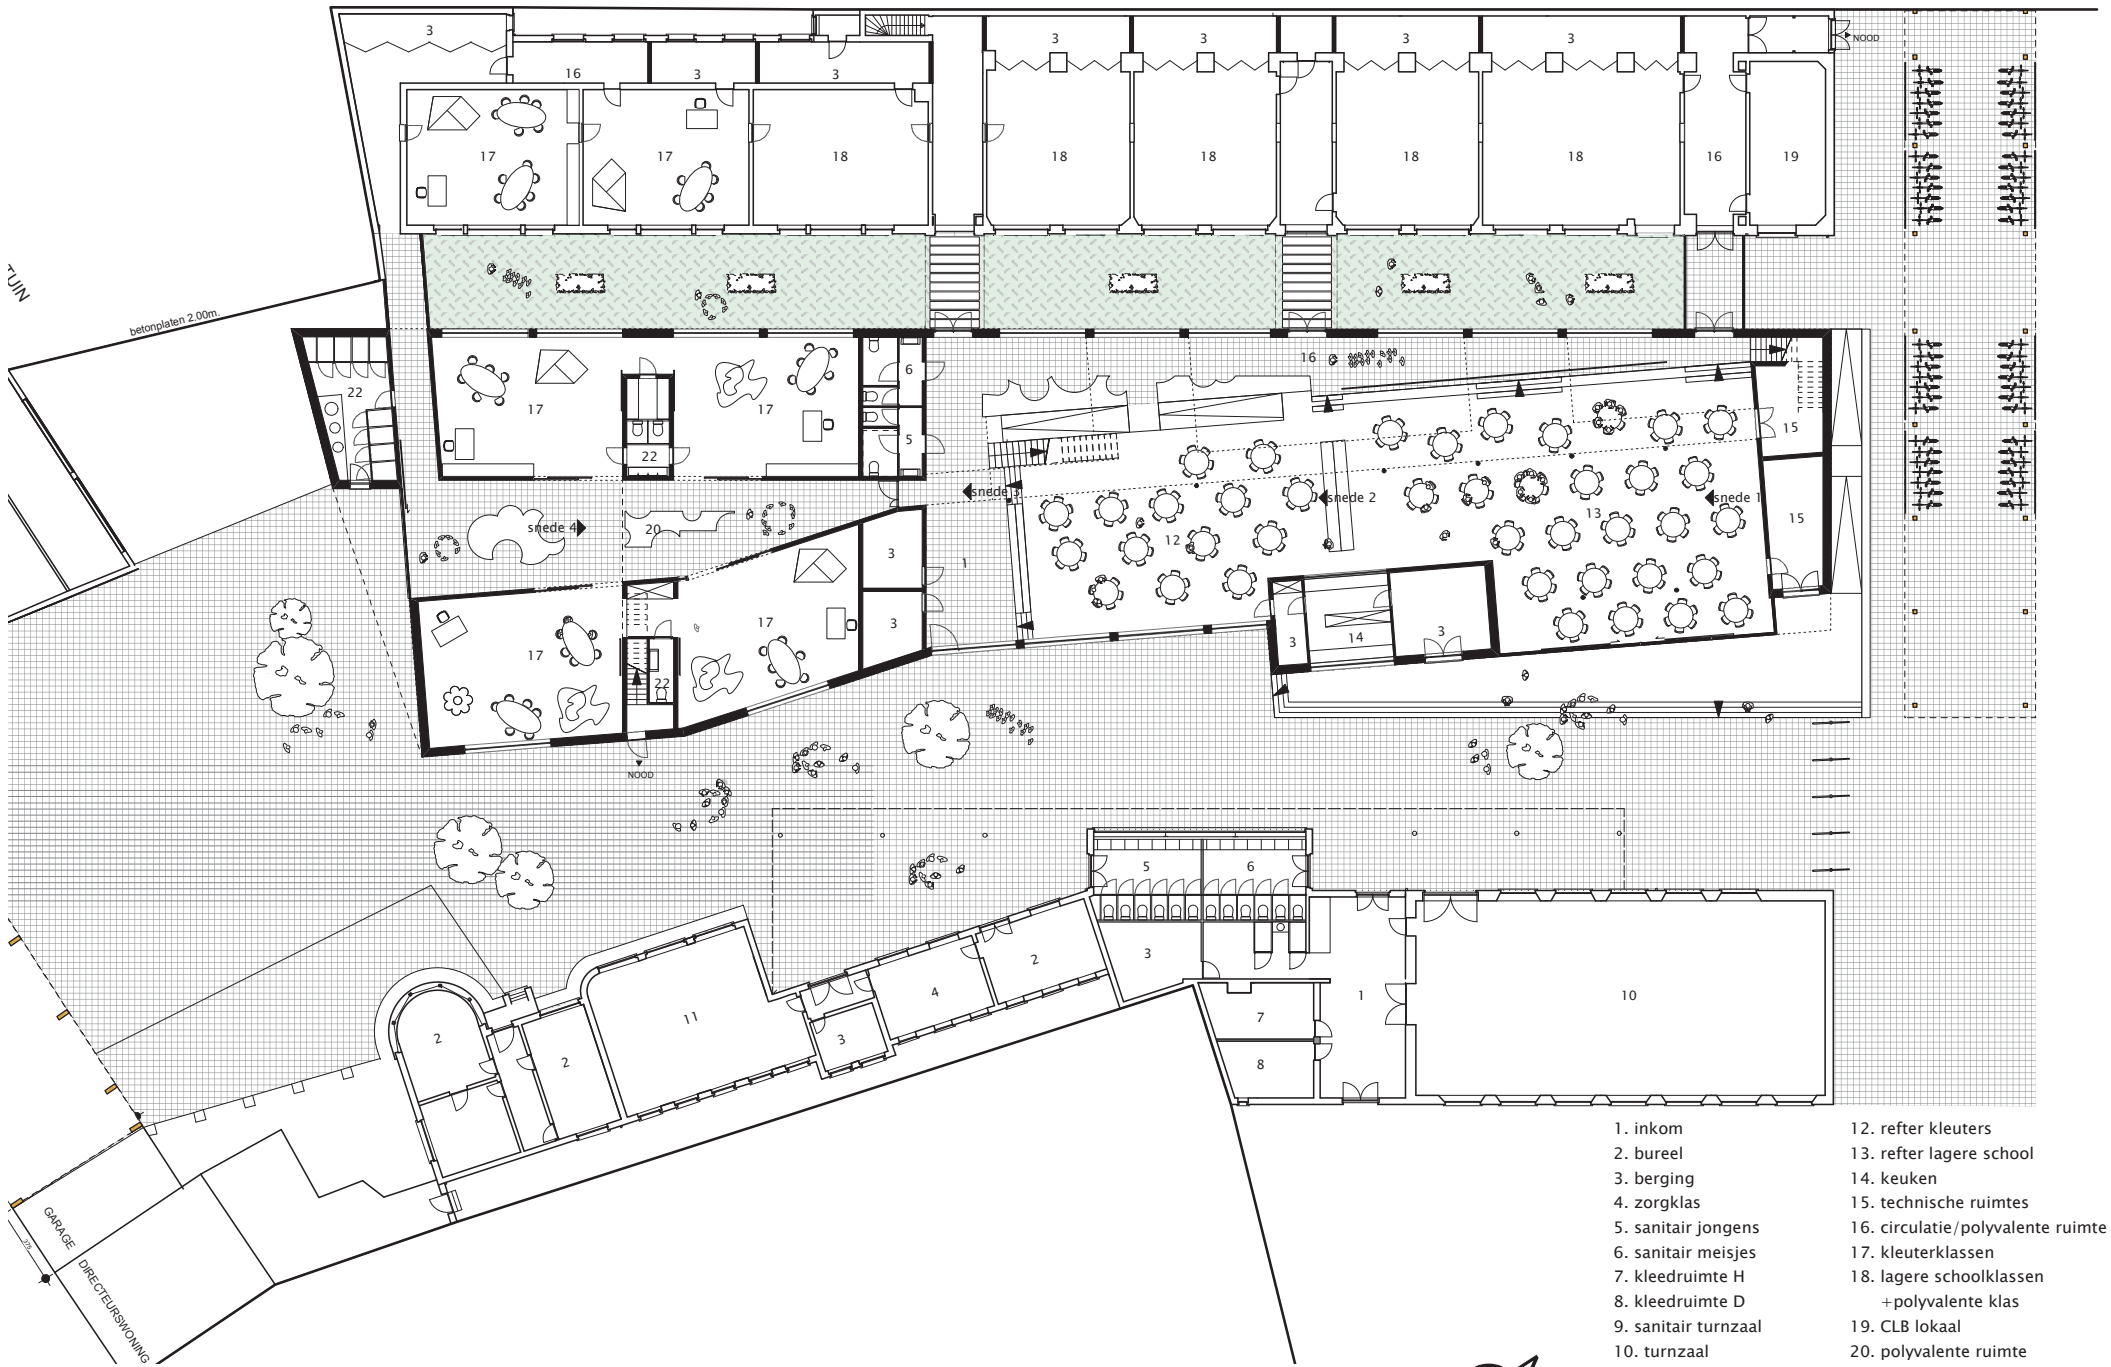 3
3
3
3
3
NOOD
16
3
3
17
17
18
18
18
18
18
16
19
TUIN
betonplaten 2.00m.
16
22
17
17
6
5
22
15
snede 3
snede 2
snede 1
13
15
snede 4
20
12
3
1
3
17
17
22
14
3
3
NOOD
5
6
2
3
4
11
10
1
7
3
2
2
8
GARAGE
375
DIRECTEURSWONING
1. inkom
2. bureel
3. berging
4. zorgklas
5. sanitair jongens
6. sanitair meisjes
7. kleedruimte H
8. kleedruimte D
9. sanitair turnzaal
10. turnzaal
12. refter kleuters
13. refter lagere school
14. keuken
15. technische ruimtes
16. circulatie/polyvalente ruimte
17. kleuterklassen
18. lagere schoolklassen
+polyvalente klas
19. CLB lokaal
20. polyvalente ruimte